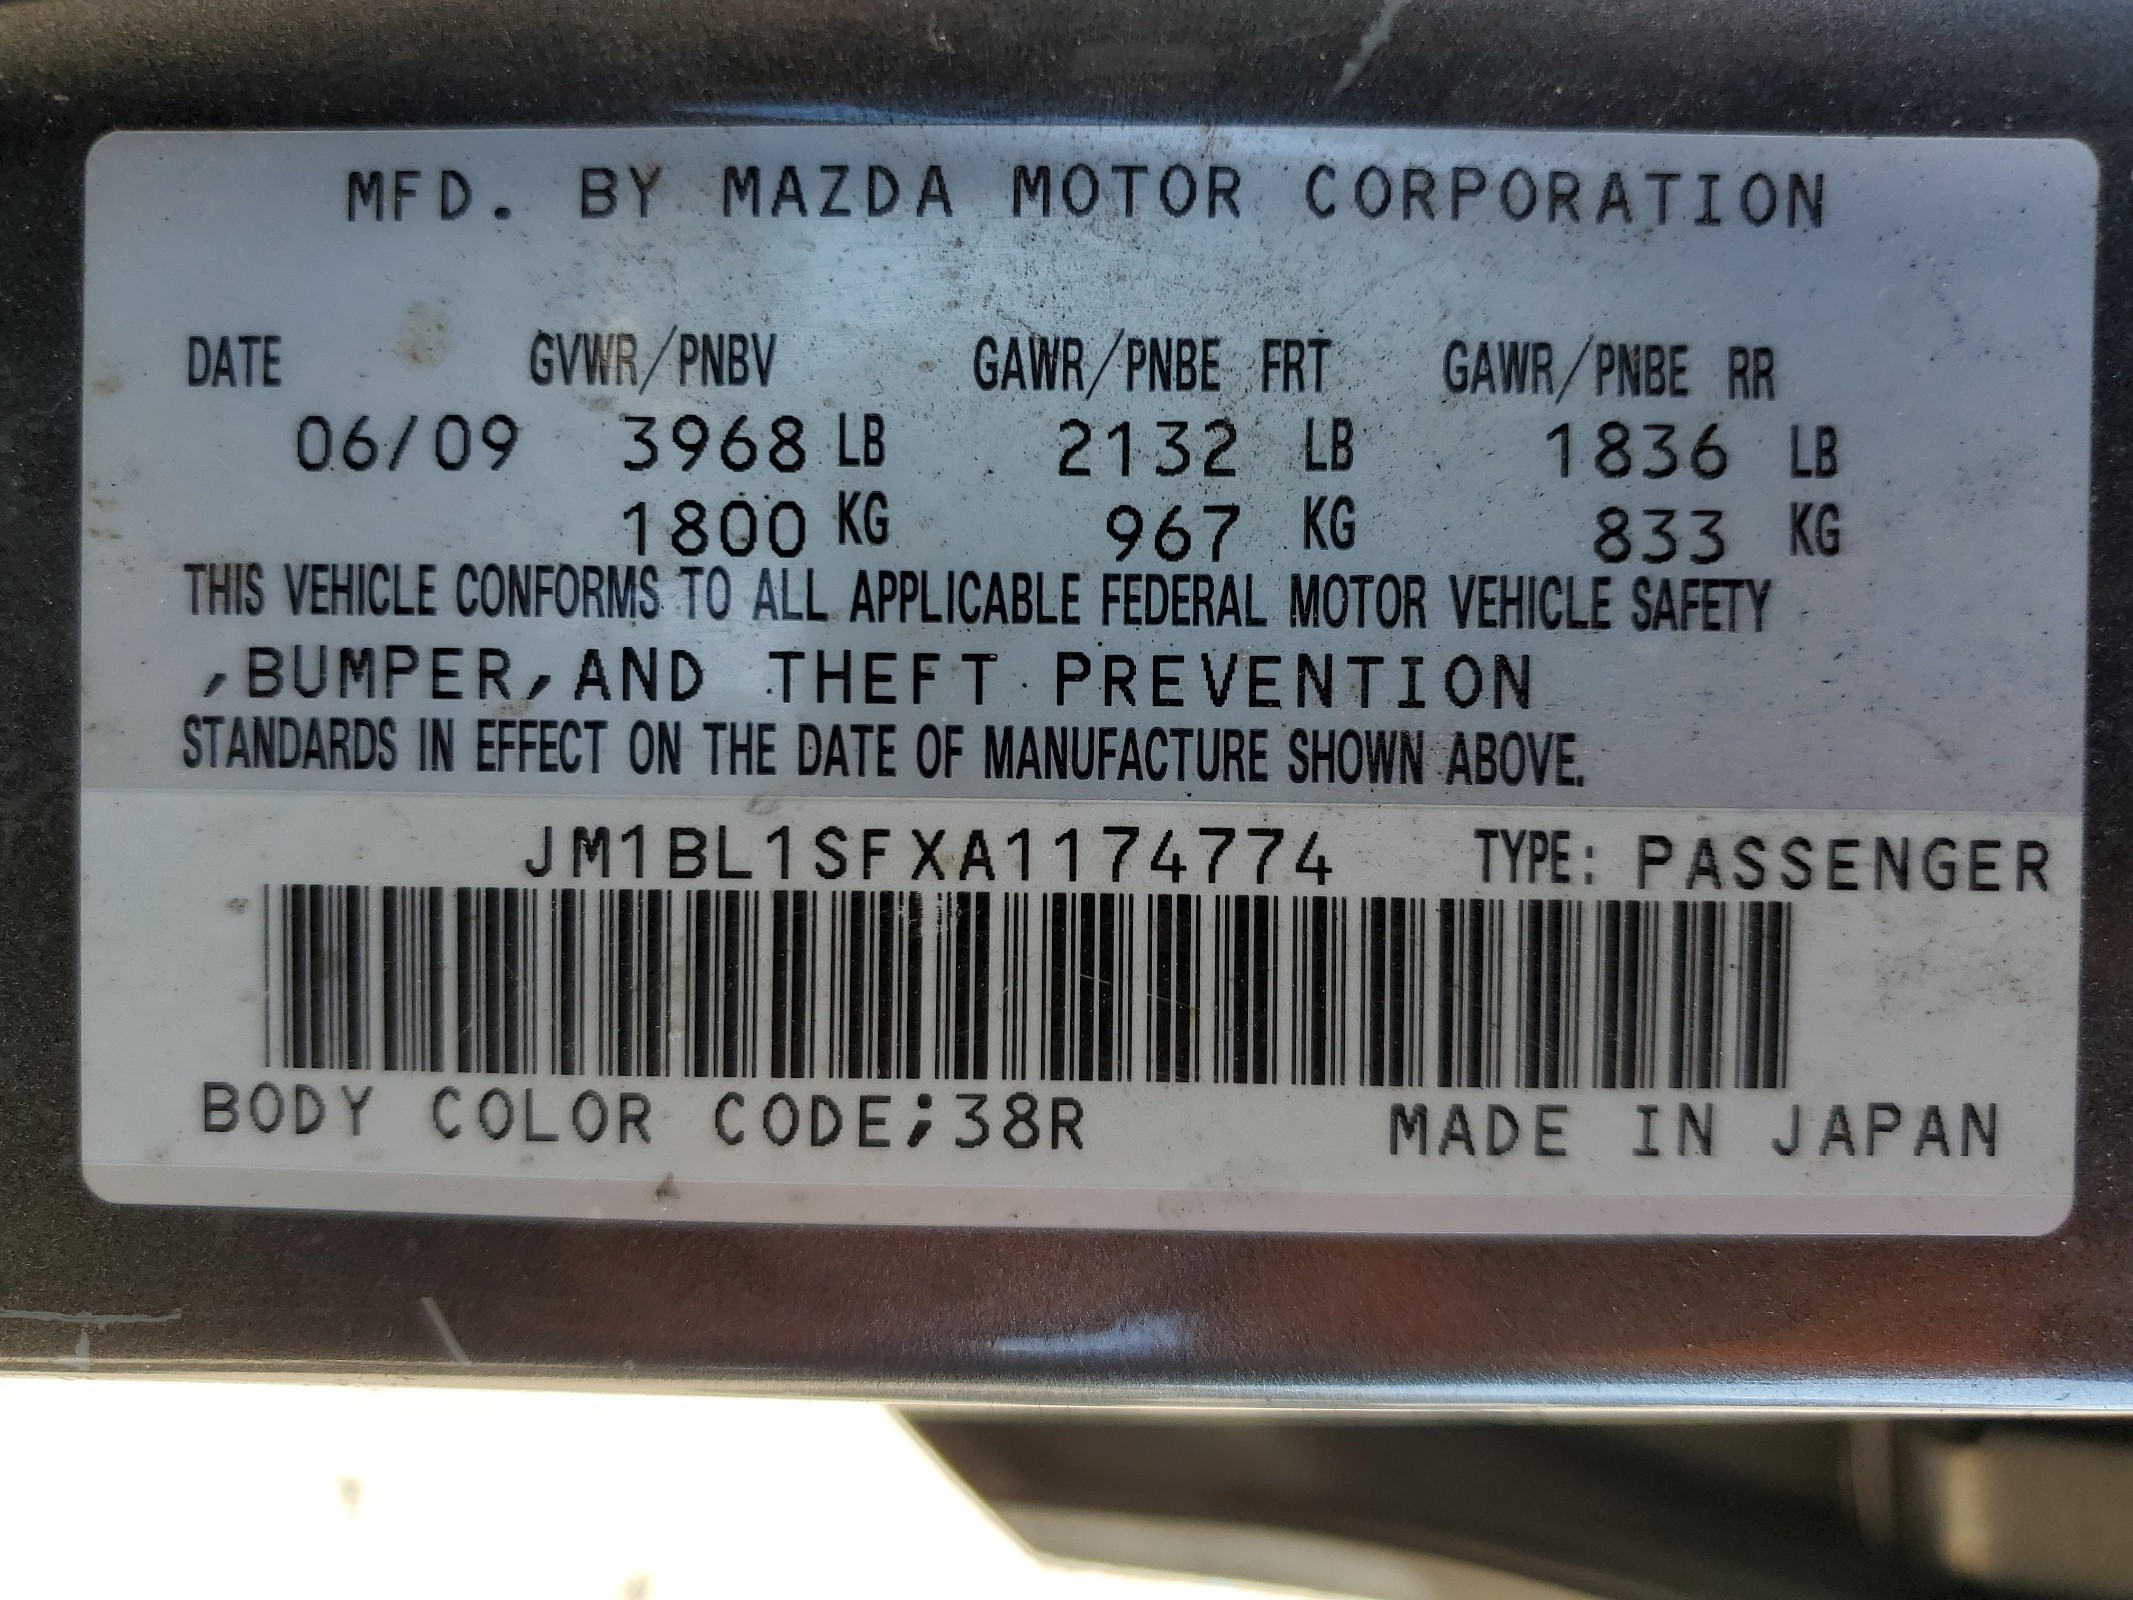 MFD. BY MAZDA MOTOR CORPORATION
DATE GVWR/PNBV GAWR/PNBE FRT GAWR/PNBE RR
06/09 3968 LB 2132 LB 1836 LB
1800 KG 967 KG 833 KG
THIS VEHICLE CONFORMS TO ALL APPLICABLE FEDERAL MOTOR VEHICLE SAFETY
,BUMPER,AND THEFT PREVENTION
STANDARDS IN EFFECT ON THE DATE OF MANUFACTURE SHOWN ABOVE.
JM1BL1SFXA1174774 TYPE: PASSENGER
BODY COLOR CODE;38R MADE IN JAPAN